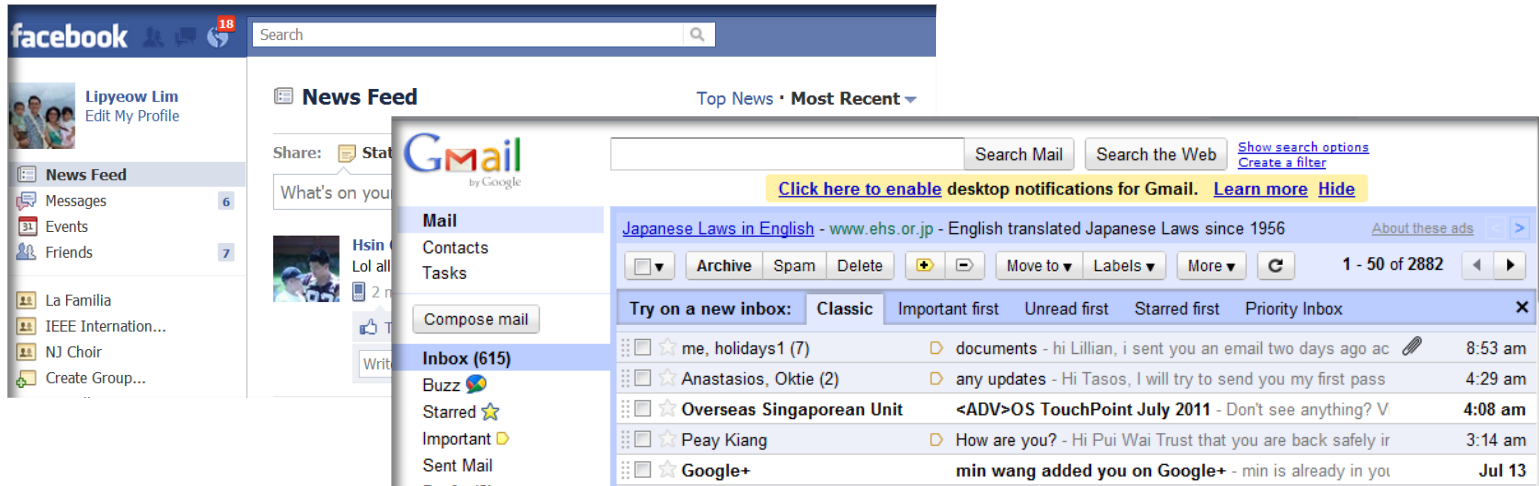 facebook
18
Search
Lipyeow Lim
Edit My Profile
News Feed
Messages 6
31 Events
Friends 7
La Familia
IEEE Internation...
NJ Choir
Create Group...
News Feed
Top News · Most Recent
Share:
What's on
Hsin
Lol all
2
Gmail
by Google
Search Mail
Search the Web
Show search options
Create a filter
Click here to enable desktop notifications for Gmail. Learn more Hide
Mail
Contacts
Tasks
Compose mail
Inbox (615)
Buzz
Starred
Important
Sent Mail
Japanese Laws in English - www.ehs.or.jp - English translated Japanese Laws since 1956
About these ads < >
Archive Spam Delete Move to Labels More 1 - 50 of 2882
Try on a new inbox: Classic Important first Unread first Starred first Priority Inbox
me, holidays1 (7) documents - hi Lillian, i sent you an email two days ago 8:53 am
Anastasios, Oktie (2) any updates - Hi Tasos, I will try to send you my first pass 4:29 am
Overseas Singaporean Unit <ADV>OS TouchPoint July 2011 - Don't see anything? 4:08 am
Peay Kiang How are you? - Hi Pui Wai Trust that you are back safely 3:14 am
Google+ min wang added you on Google+ - min is already in Jul 13